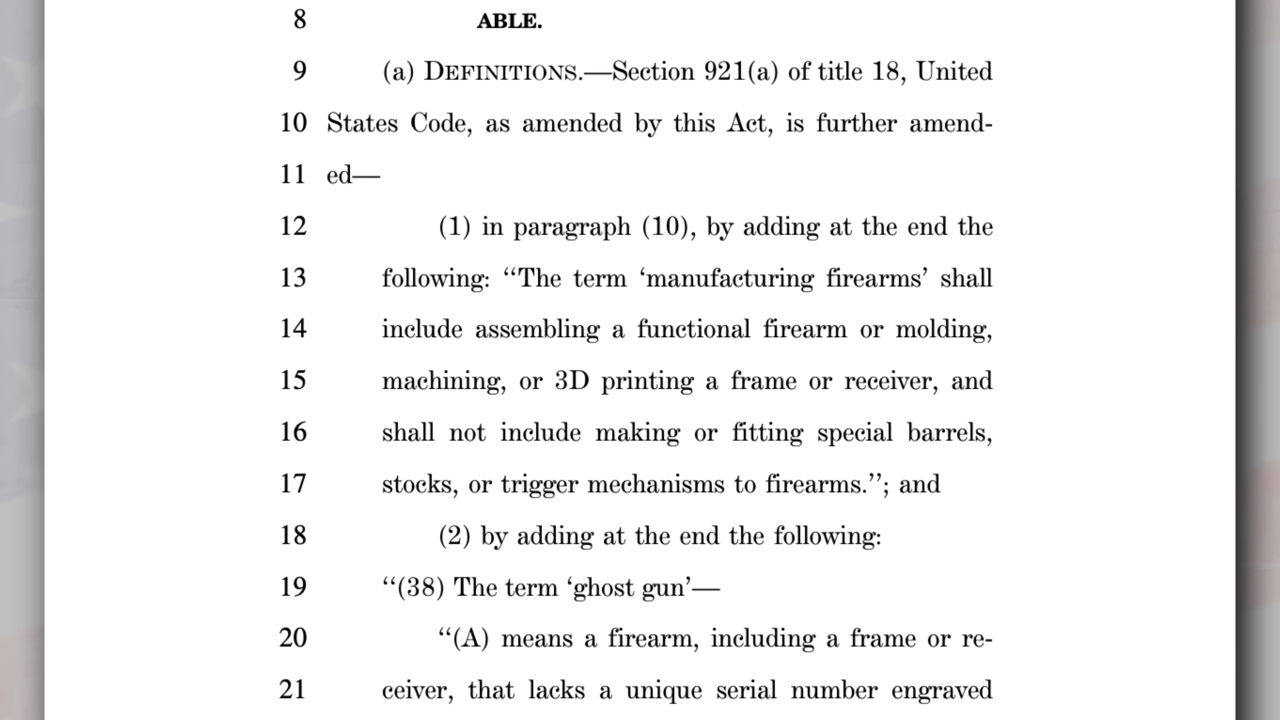 8 ABLE.
9 (a) DEFINITIONS.—Section 921(a) of title 18, United
10 States Code, as amended by this Act, is further amend-
11 ed—
12 (1) in paragraph (10), by adding at the end the
13 following: ‘‘The term ‘manufacturing firearms’ shall
14 include assembling a functional firearm or molding,
15 machining, or 3D printing a frame or receiver, and
16 shall not include making or fitting special barrels,
17 stocks, or trigger mechanisms to firearms.’’; and
18 (2) by adding at the end the following:
19 ‘‘(38) The term ‘ghost gun’—
20 ‘‘(A) means a firearm, including a frame or re-
21 ceiver, that lacks a unique serial number engraved